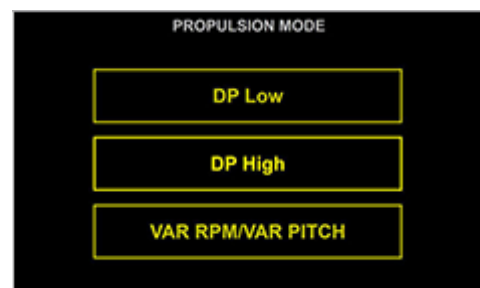 PROPULSION MODE
DP Low
DP High
VAR RPM/VAR PITCH